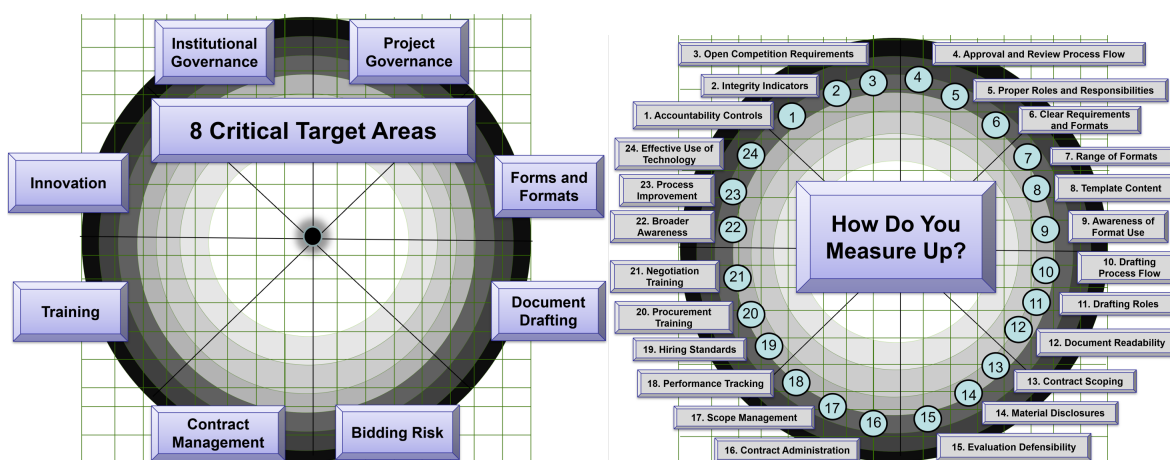 Institutional
Governance
Project
Governance
8 Critical Target Areas
Innovation
Forms and
Formats
Training
Document
Drafting
Contract
Management
Bidding Risk
3. Open Competition Requirements
4. Approval and Review Process Flow
2. Integrity Indicators
5. Proper Roles and Responsibilities
1. Accountability Controls
6. Clear Requirements
and Formats
24. Effective Use of
Technology
7. Range of Formats
23. Process
Improvement
8. Template Content
22. Broader
Awareness
9. Awareness of
Format Use
How Do You
Measure Up?
21. Negotiation
Training
10. Drafting
Process Flow
20. Procurement
Training
11. Drafting Roles
19. Hiring Standards
12. Document Readability
18. Performance Tracking
13. Contract Scoping
17. Scope Management
14. Material Disclosures
16. Contract Administration
15. Evaluation Defensibility
1
2
3
4
5
6
7
8
9
10
11
12
13
14
15
16
17
18
19
20
21
22
23
24